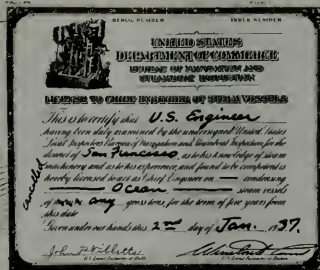 SERIAL NUMBER ISSUE NUMBER
UNITED STATES
DEPARTMENT OF COMMERCE
BUREAU OF NAVIGATION AND
STEAMBOAT INSPECTION
LICENSE TO CHIEF ENGINEER OF STEAM VESSELS
This is to certify that U.S. Engineer
having been duly examined by the undersigned United States
Local Inspectors Bureau of Navigation and Steamboat Inspection, for the
district of San Francisco, as to his knowledge of steam
machinery and as to his experience, and found to be competent is
hereby licensed to act as Chief Engineer on condensing
Ocean steam vessels
of any gross tons, for the term of five years from
this date
Given under our hands this 2nd day of Jan. 1937.
cancelled